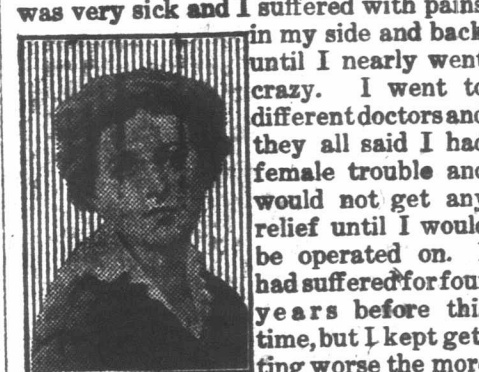 was very sick and I suffered with pains
in my side and back
until I nearly went
crazy. I went to
different doctors and
they all said I had
female trouble and
would not get any
relief until I would
be operated on. I
had suffered for four
years before this
time, but I kept get-
ting worse the more